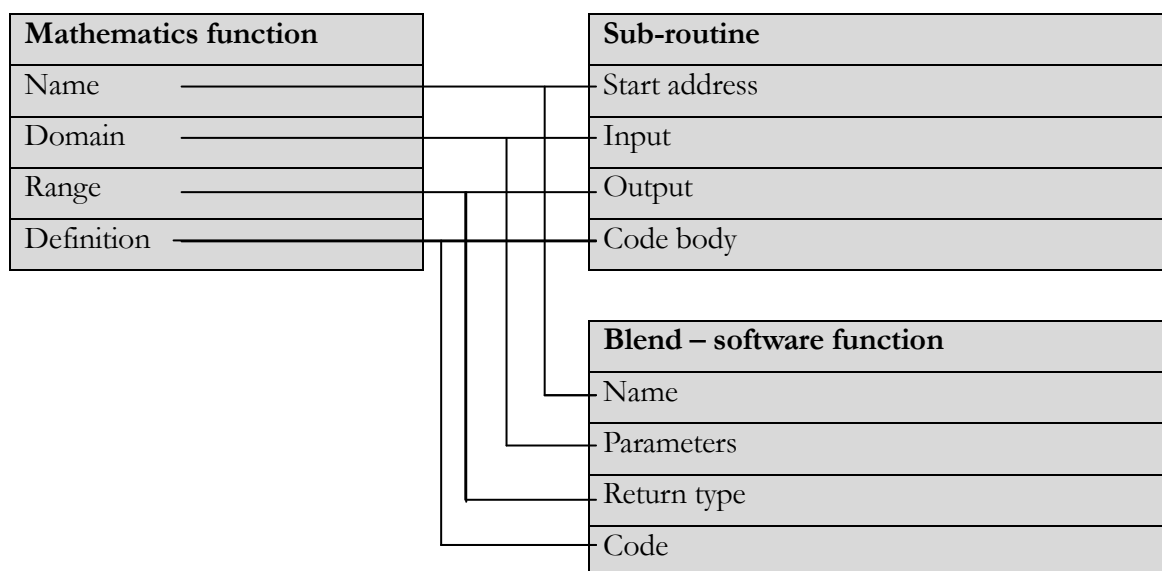 Mathematics function
Name
Domain
Range
Definition
Sub-routine
Start address
Input
Output
Code body
Blend – software function
Name
Parameters
Return type
Code